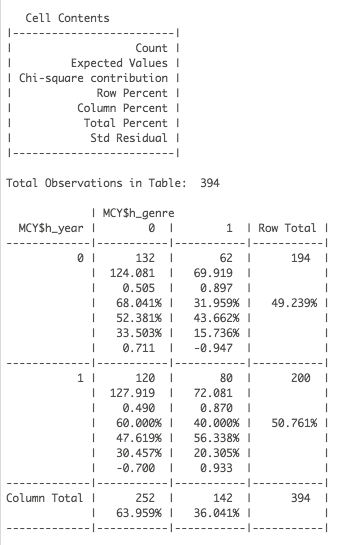 Cell Contents
|-------------------------|
|                   Count |
|         Expected Values |
| Chi-square contribution |
|             Row Percent |
|          Column Percent |
|           Total Percent |
|            Std Residual |
|-------------------------|
Total Observations in Table:  394
             | MCY$h_genre
  MCY$h_year |        0  |        1  | Row Total |
-------------|-----------|-----------|-----------|
           0 |      132  |       62  |      194  |
             |  124.081  |   69.919  |           |
             |    0.505  |    0.897  |           |
             |   68.041% |   31.959% |   49.239% |
             |   52.381% |   43.662% |           |
             |   33.503% |   15.736% |           |
             |    0.711  |   -0.947  |           |
-------------|-----------|-----------|-----------|
           1 |      120  |       80  |      200  |
             |  127.919  |   72.081  |           |
             |    0.490  |    0.870  |           |
             |   60.000% |   40.000% |   50.761% |
             |   47.619% |   56.338% |           |
             |   30.457% |   20.305% |           |
             |   -0.700  |    0.933  |           |
-------------|-----------|-----------|-----------|
Column Total |      252  |      142  |      394  |
             |   63.959% |   36.041% |           |
-------------|-----------|-----------|-----------|